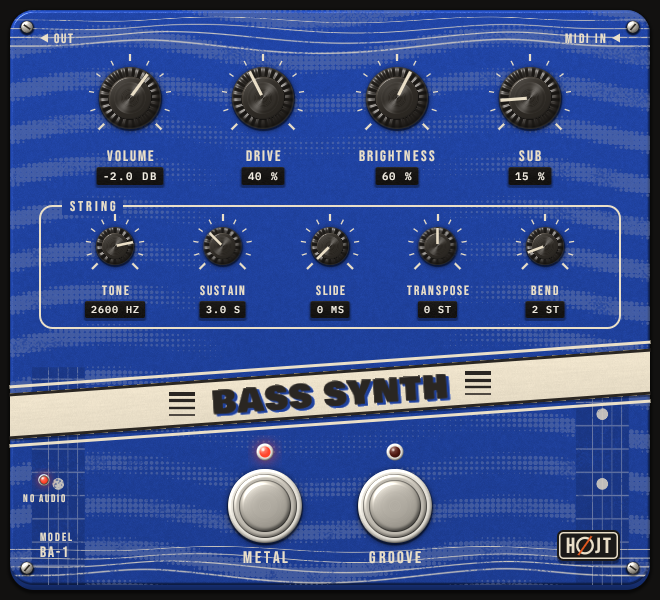 OUT
MIDI IN
VOLUME
DRIVE
BRIGHTNESS
SUB
-2.0 DB
40 %
60 %
15 %
STRING
TONE
SUSTAIN
SLIDE
TRANSPOSE
BEND
2600 HZ
3.0 S
0 MS
0 ST
2 ST
BASS SYNTH
NO AUDIO
MODEL
BA-1
METAL
GROOVE
HØJT